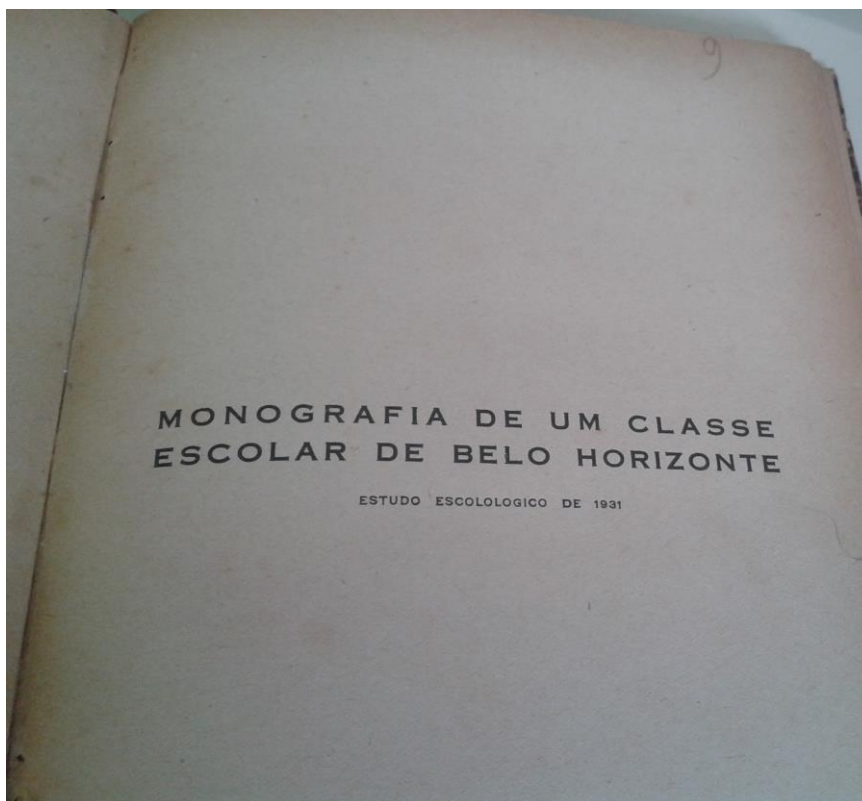 9
MONOGRAFIA DE UM CLASSE
ESCOLAR DE BELO HORIZONTE
ESTUDO ESCOLOLOGICO DE 1931